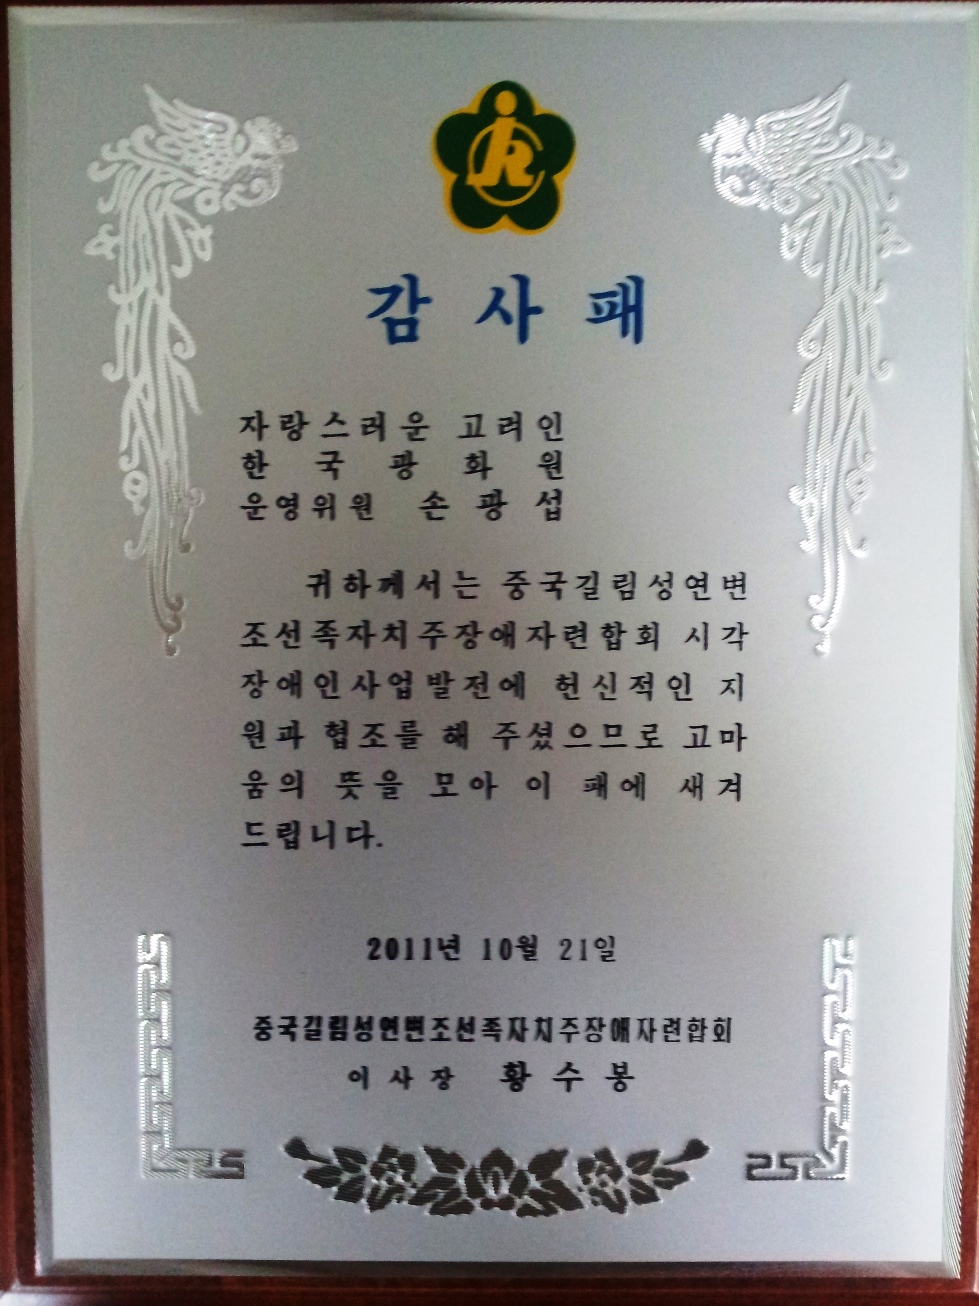 감사패
자랑스러운 고려인
한국광화원
운영위원 손광섭
귀하께서는 중국길림성연변
조선족자치주장애자련합회 시각
장애인사업발전에 헌신적인 지
원과 협조를 해 주셨으므로 고마
움의 뜻을 모아 이 패에 새겨
드립니다.
2011년 10월 21일
중국길림성연변조선족자치주장애자련합회
이사장 황수봉